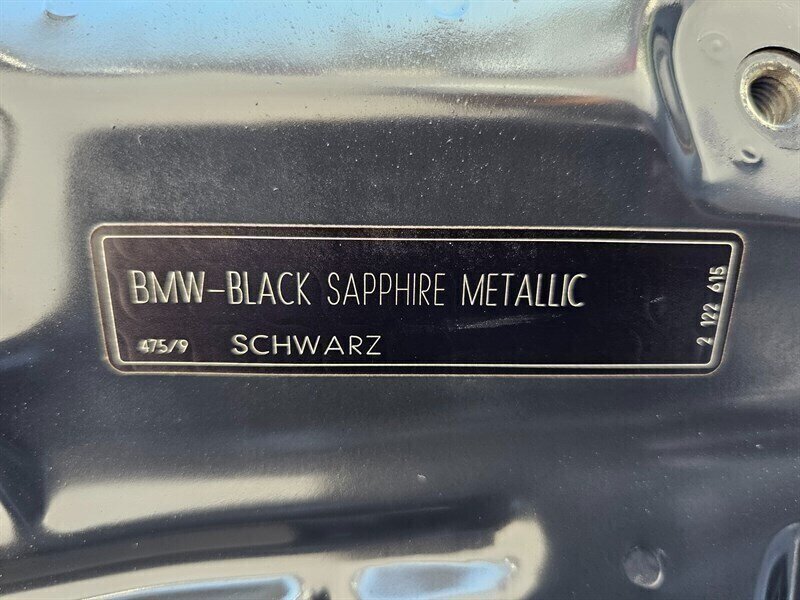 BMW-BLACK SAPPHIRE METALLIC
475/9 SCHWARZ
2 122 615